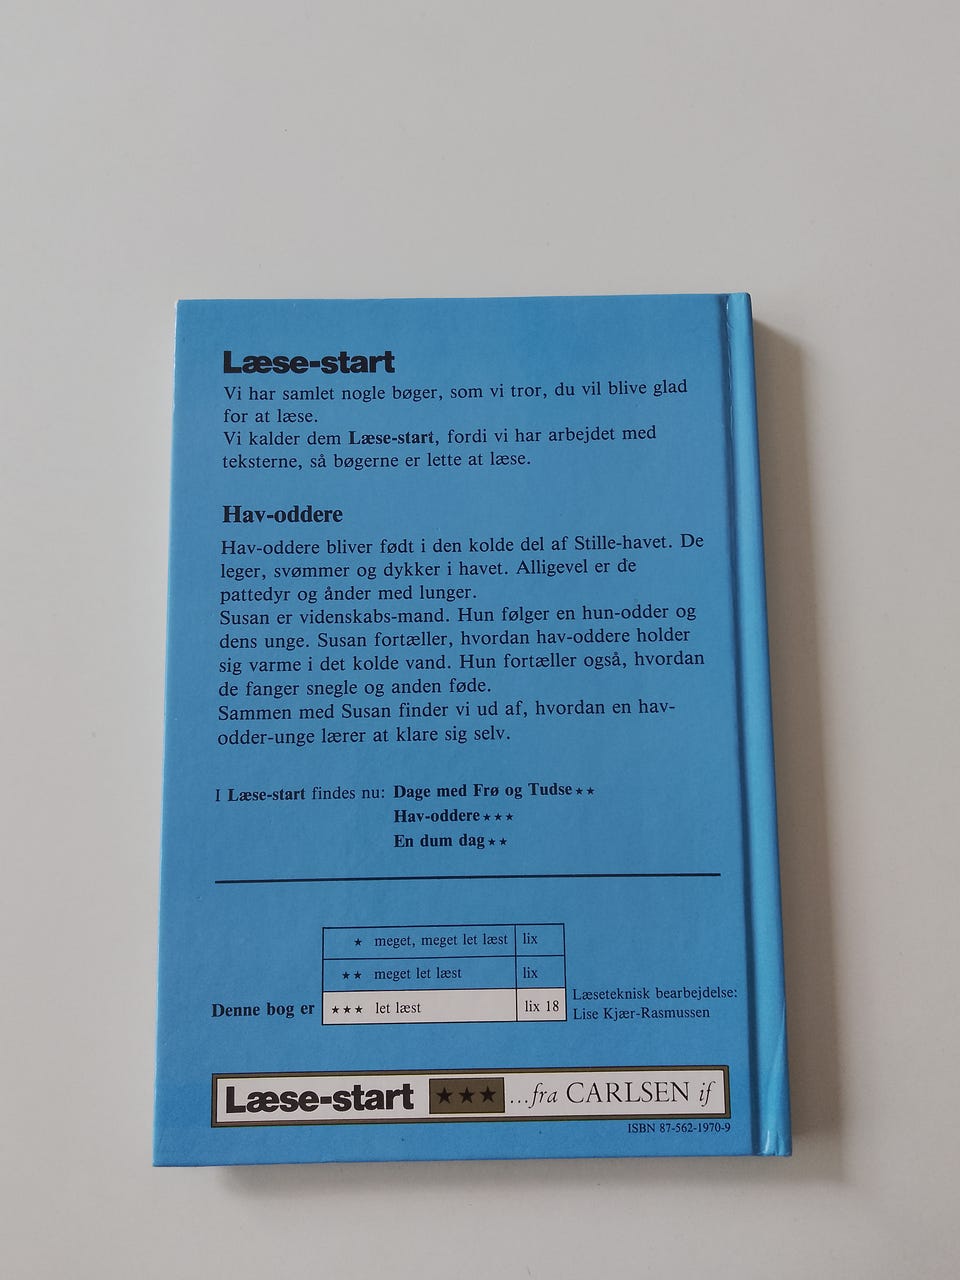 Læse-start
Vi har samlet nogle bøger, som vi tror, du vil blive glad
for at læse.
Vi kalder dem Læse-start, fordi vi har arbejdet med
teksterne, så bøgerne er lette at læse.
Hav-oddere
Hav-oddere bliver født i den kolde del af Stille-havet. De
leger, svømmer og dykker i havet. Alligevel er de
pattedyr og ånder med lunger.
Susan er videnskabs-mand. Hun følger en hun-odder og
dens unge. Susan fortæller, hvordan hav-oddere holder
sig varme i det kolde vand. Hun fortæller også, hvordan
de fanger snegle og anden føde.
Sammen med Susan finder vi ud af, hvordan en hav-
odder-unge lærer at klare sig selv.
I Læse-start findes nu: Dage med Frø og Tudse★★
Hav-oddere★★★
En dum dag★★
★ meget, meget let læst lix
★★ meget let læst lix
Denne bog er ★★★ let læst lix 18
Læseteknisk bearbejdelse:
Lise Kjær-Rasmussen
Læse-start ★★★ ...fra CARLSEN if
ISBN 87-562-1970-9